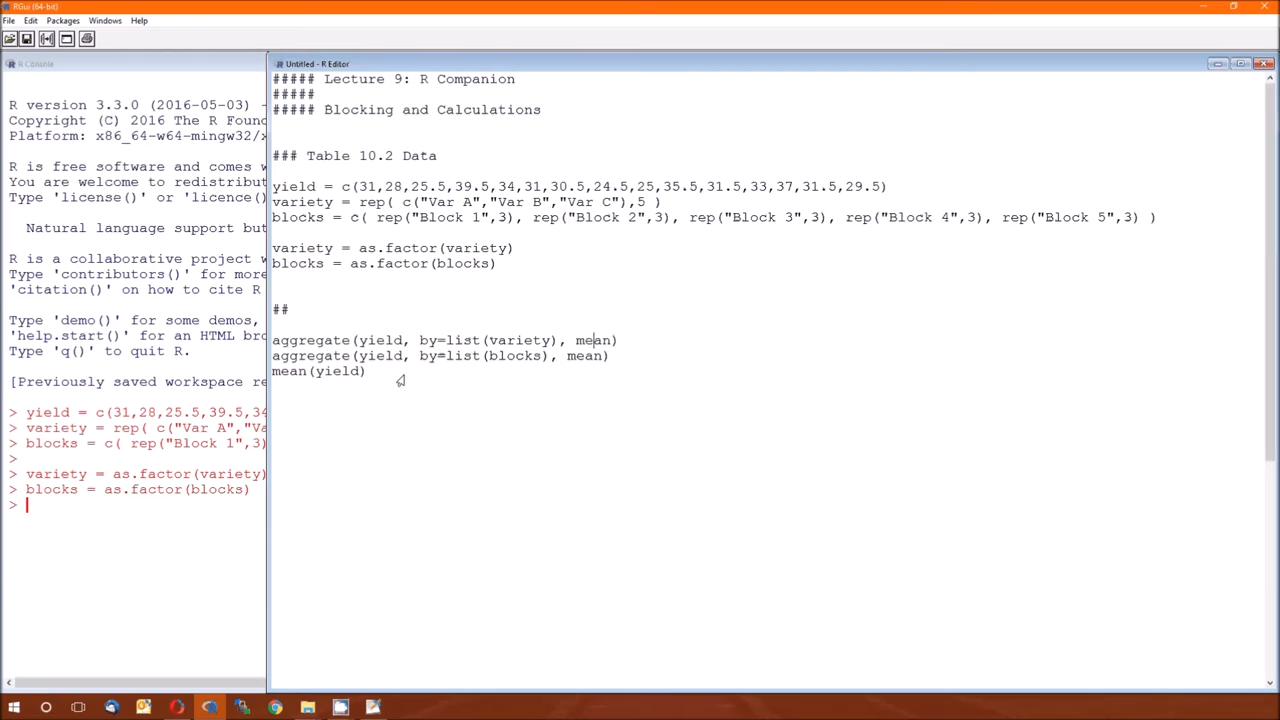 RGui (64-bit)
File Edit Packages Windows Help
R Console
R version 3.3.0 (2016-05-03) -
Copyright (C) 2016 The R Foun
Platform: x86_64-w64-mingw32/x
R is free software and comes w
You are welcome to redistribut
Type 'license()' or 'licence()
Natural language support but
R is a collaborative project w
Type 'contributors()' for more
'citation()' on how to cite R
Type 'demo()' for some demos,
'help.start()' for an HTML bro
Type 'q()' to quit R.
[Previously saved workspace re
> yield = c(31,28,25.5,39.5,34
> variety = rep( c("Var A","Va
> blocks = c( rep("Block 1",3)
>
> variety = as.factor(variety)
> blocks = as.factor(blocks)
>
Untitled - R Editor
##### Lecture 9: R Companion
#####
##### Blocking and Calculations
### Table 10.2 Data
yield = c(31,28,25.5,39.5,34,31,30.5,24.5,25,35.5,31.5,33,37,31.5,29.5)
variety = rep( c("Var A","Var B","Var C"),5 )
blocks = c( rep("Block 1",3), rep("Block 2",3), rep("Block 3",3), rep("Block 4",3), rep("Block 5",3) )
variety = as.factor(variety)
blocks = as.factor(blocks)
##
aggregate(yield, by=list(variety), mean)
aggregate(yield, by=list(blocks), mean)
mean(yield)